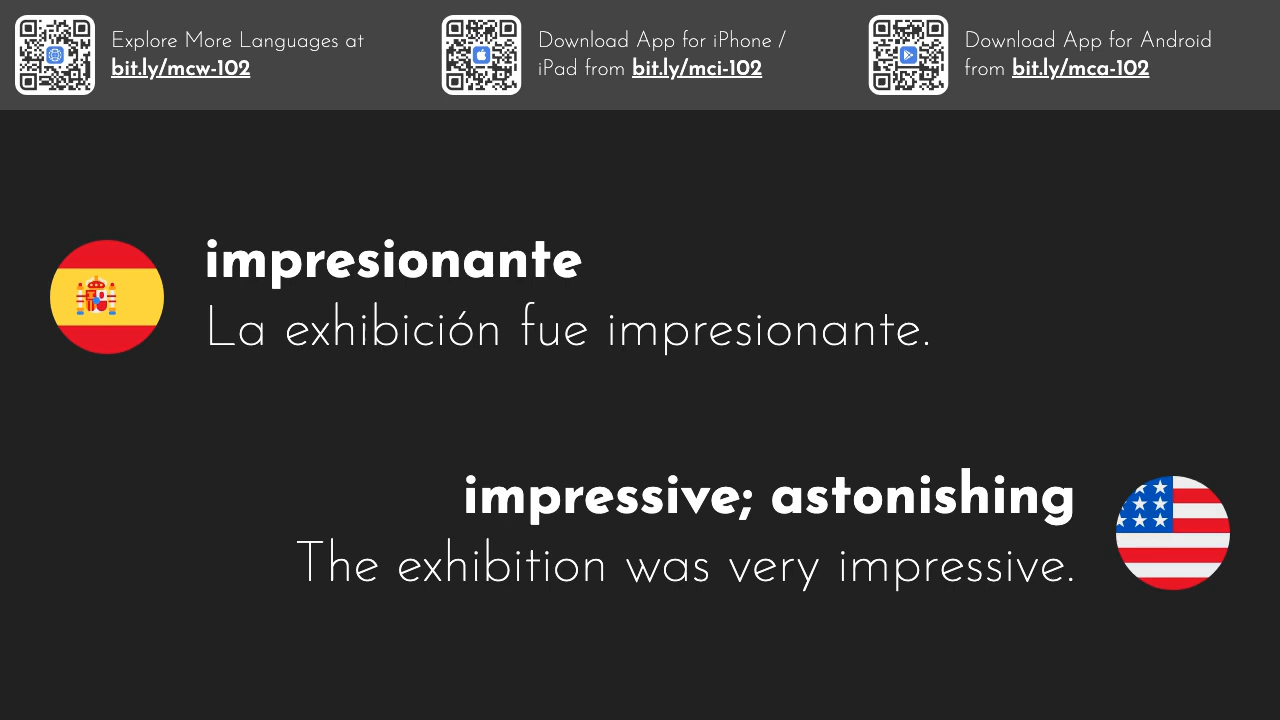 Explore More Languages at
bit.ly/mcw-102
Download App for iPhone /
iPad from bit.ly/mci-102
Download App for Android
from bit.ly/mca-102
impresionante
La exhibición fue impresionante.
impressive; astonishing
The exhibition was very impressive.